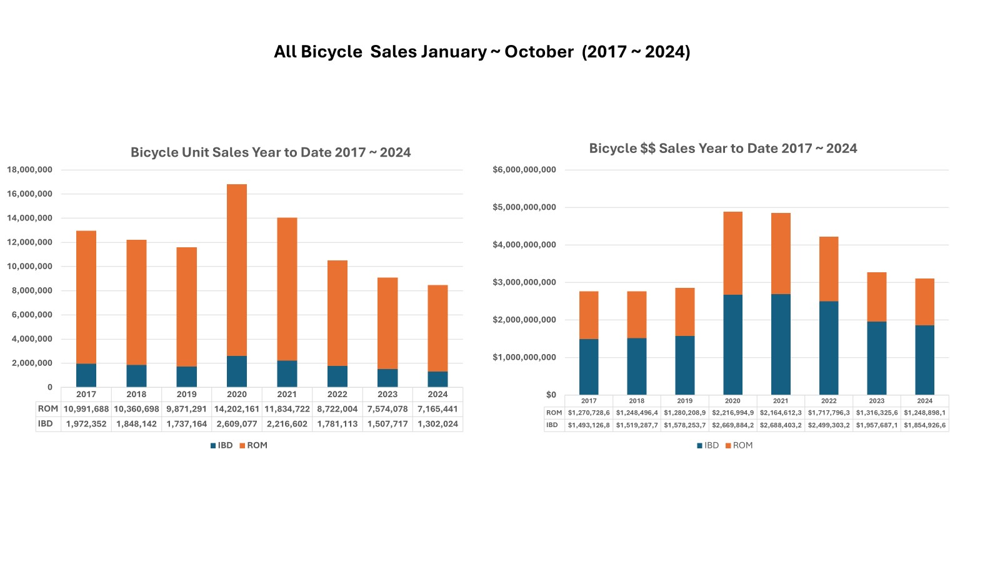 All Bicycle  Sales January ~ October  (2017 ~ 2024)
Bicycle Unit Sales Year to Date 2017 ~ 2024
18,000,000
16,000,000
14,000,000
12,000,000
10,000,000
8,000,000
6,000,000
4,000,000
2,000,000
0
2017 2018 2019 2020 2021 2022 2023 2024
ROM 10,991,688 10,360,698 9,871,291 14,202,161 11,834,722 8,722,004 7,574,078 7,165,441
IBD 1,972,352 1,848,142 1,737,164 2,609,077 2,216,602 1,781,113 1,507,717 1,302,024
IBD ROM
Bicycle $$ Sales Year to Date 2017 ~ 2024
$6,000,000,000
$5,000,000,000
$4,000,000,000
$3,000,000,000
$2,000,000,000
$1,000,000,000
$0
2017 2018 2019 2020 2021 2022 2023 2024
ROM $1,270,728,6 $1,248,496,4 $1,280,208,9 $2,216,994,9 $2,164,612,3 $1,717,796,3 $1,316,325,6 $1,248,898,1
IBD $1,493,126,8 $1,519,287,7 $1,578,253,7 $2,669,884,2 $2,688,403,2 $2,499,303,2 $1,957,687,1 $1,854,926,6
IBD ROM